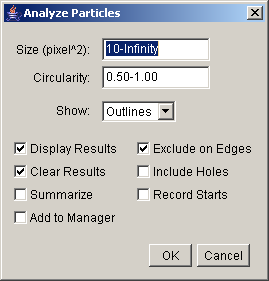 Analyze Particles
Size (pixel^2): 10-Infinity
Circularity: 0.50-1.00
Show: Outlines
Display Results Exclude on Edges
Clear Results Include Holes
Summarize Record Starts
Add to Manager
OK Cancel